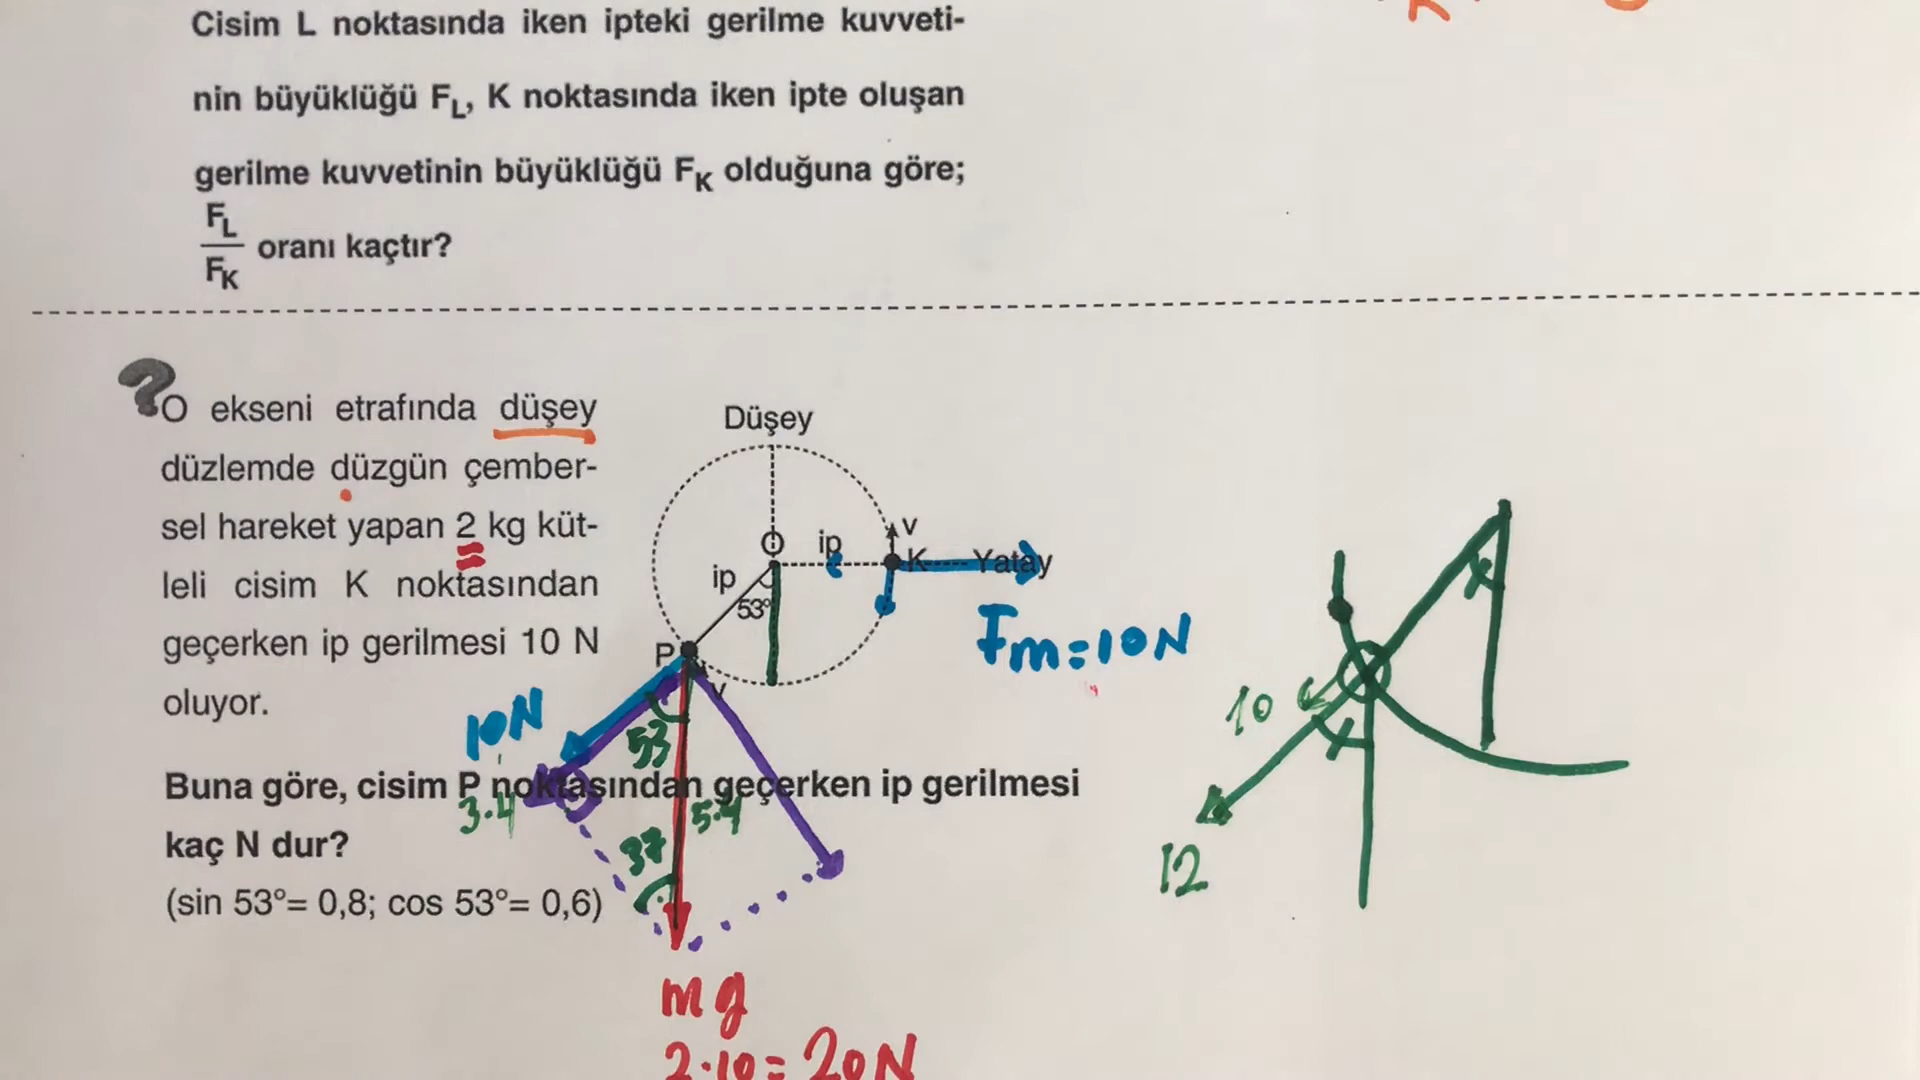 Cisim L noktasında iken ipteki gerilme kuvveti-
nin büyüklüğü FL, K noktasında iken ipte oluşan
gerilme kuvvetinin büyüklüğü FK olduğuna göre;
FL
FK
oranı kaçtır?
O ekseni etrafında düşey
düzlemde düzgün çember-
sel hareket yapan 2 kg küt-
leli cisim K noktasından
geçerken ip gerilmesi 10 N
oluyor.
Düşey
O
ip
v
K
Yatay
ip
53°
P
v
Fm=10N
10N
53
Buna göre, cisim P noktasından geçerken ip gerilmesi
kaç N dur?
(sin 53°= 0,8; cos 53°= 0,6)
3.4
5.4
37
mg
2.10=20N
10
12